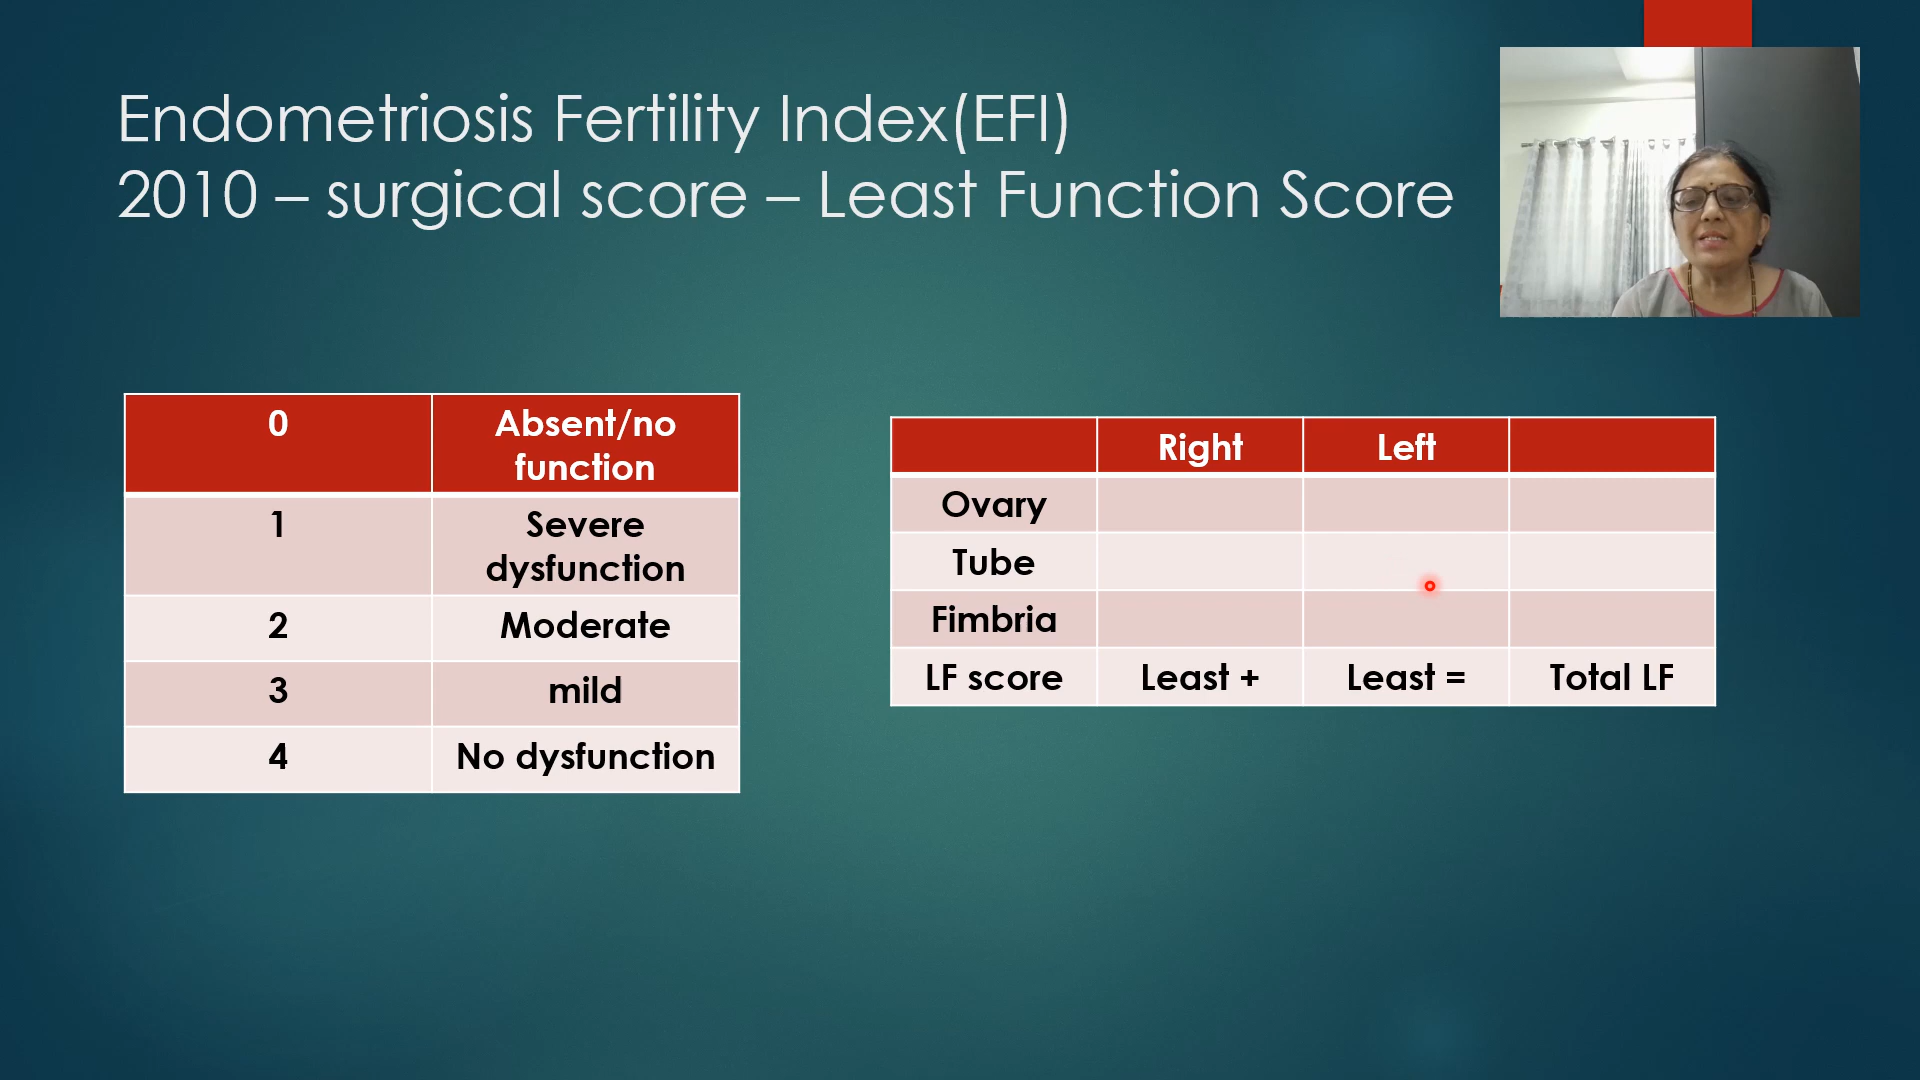 Endometriosis Fertility Index(EFI)
2010 – surgical score – Least Function Score
0 Absent/no
function
1 Severe
dysfunction
2 Moderate
3 mild
4 No dysfunction
Right Left
Ovary
Tube
Fimbria
LF score Least + Least = Total LF